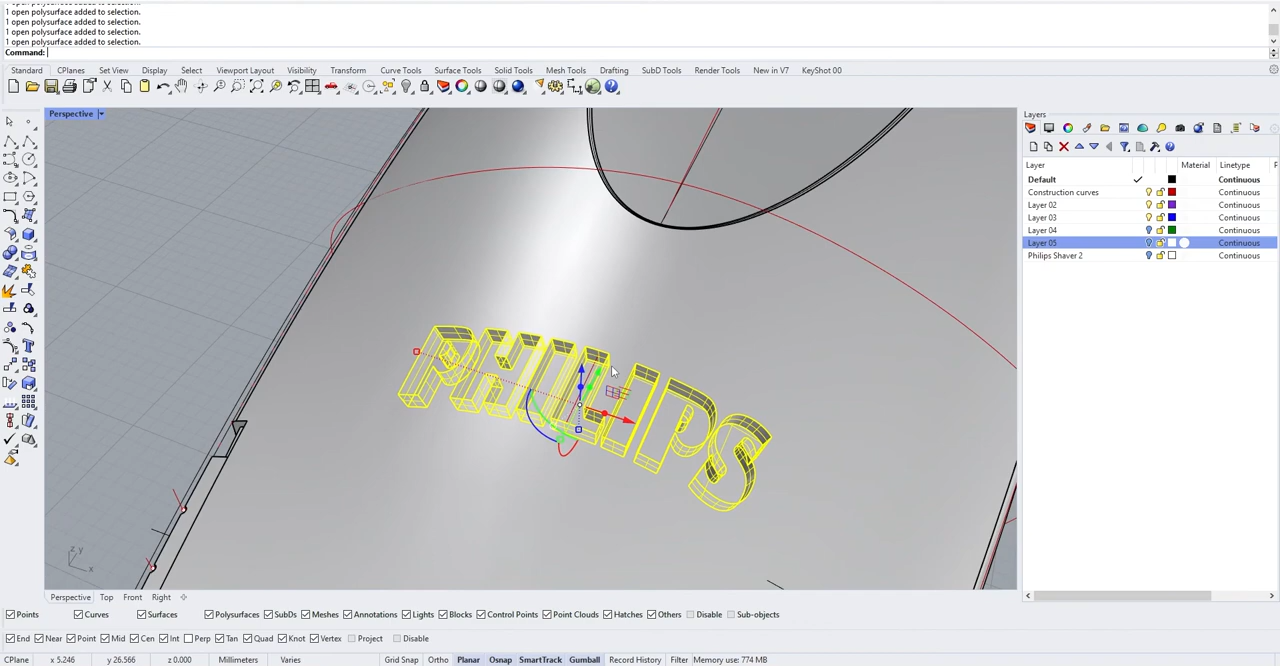 1 open polysurface added to selection.
1 open polysurface added to selection.
1 open polysurface added to selection.
1 open polysurface added to selection.
Command:
Standard CPlanes Set View Display Select Viewport Layout Visibility Transform Curve Tools Surface Tools Solid Tools Mesh Tools SubD Tools Render Tools Drafting New in V7 KeyShot 00
Perspective
Layers
Layer Material Linetype P
Default Continuous
Construction curves Continuous
Layer 02 Continuous
Layer 03 Continuous
Layer 04 Continuous
Layer 05 Continuous
Philips Shaver 2 Continuous
PHILIPS
z y
x
Perspective Top Front Right
Points Curves Surfaces Polysurfaces SubDs Meshes Annotations Lights Blocks Control Points Point Clouds Hatches Others Disable Sub-objects
End Near Point Mid Cen Int Perp Tan Quad Knot Vertex Project Disable
CPlane x 5.246 y 26.566 z 0.000 Millimeters Varies Grid Snap Ortho Planar Osnap SmartTrack Gumball Record History Filter Memory use: 774 MB